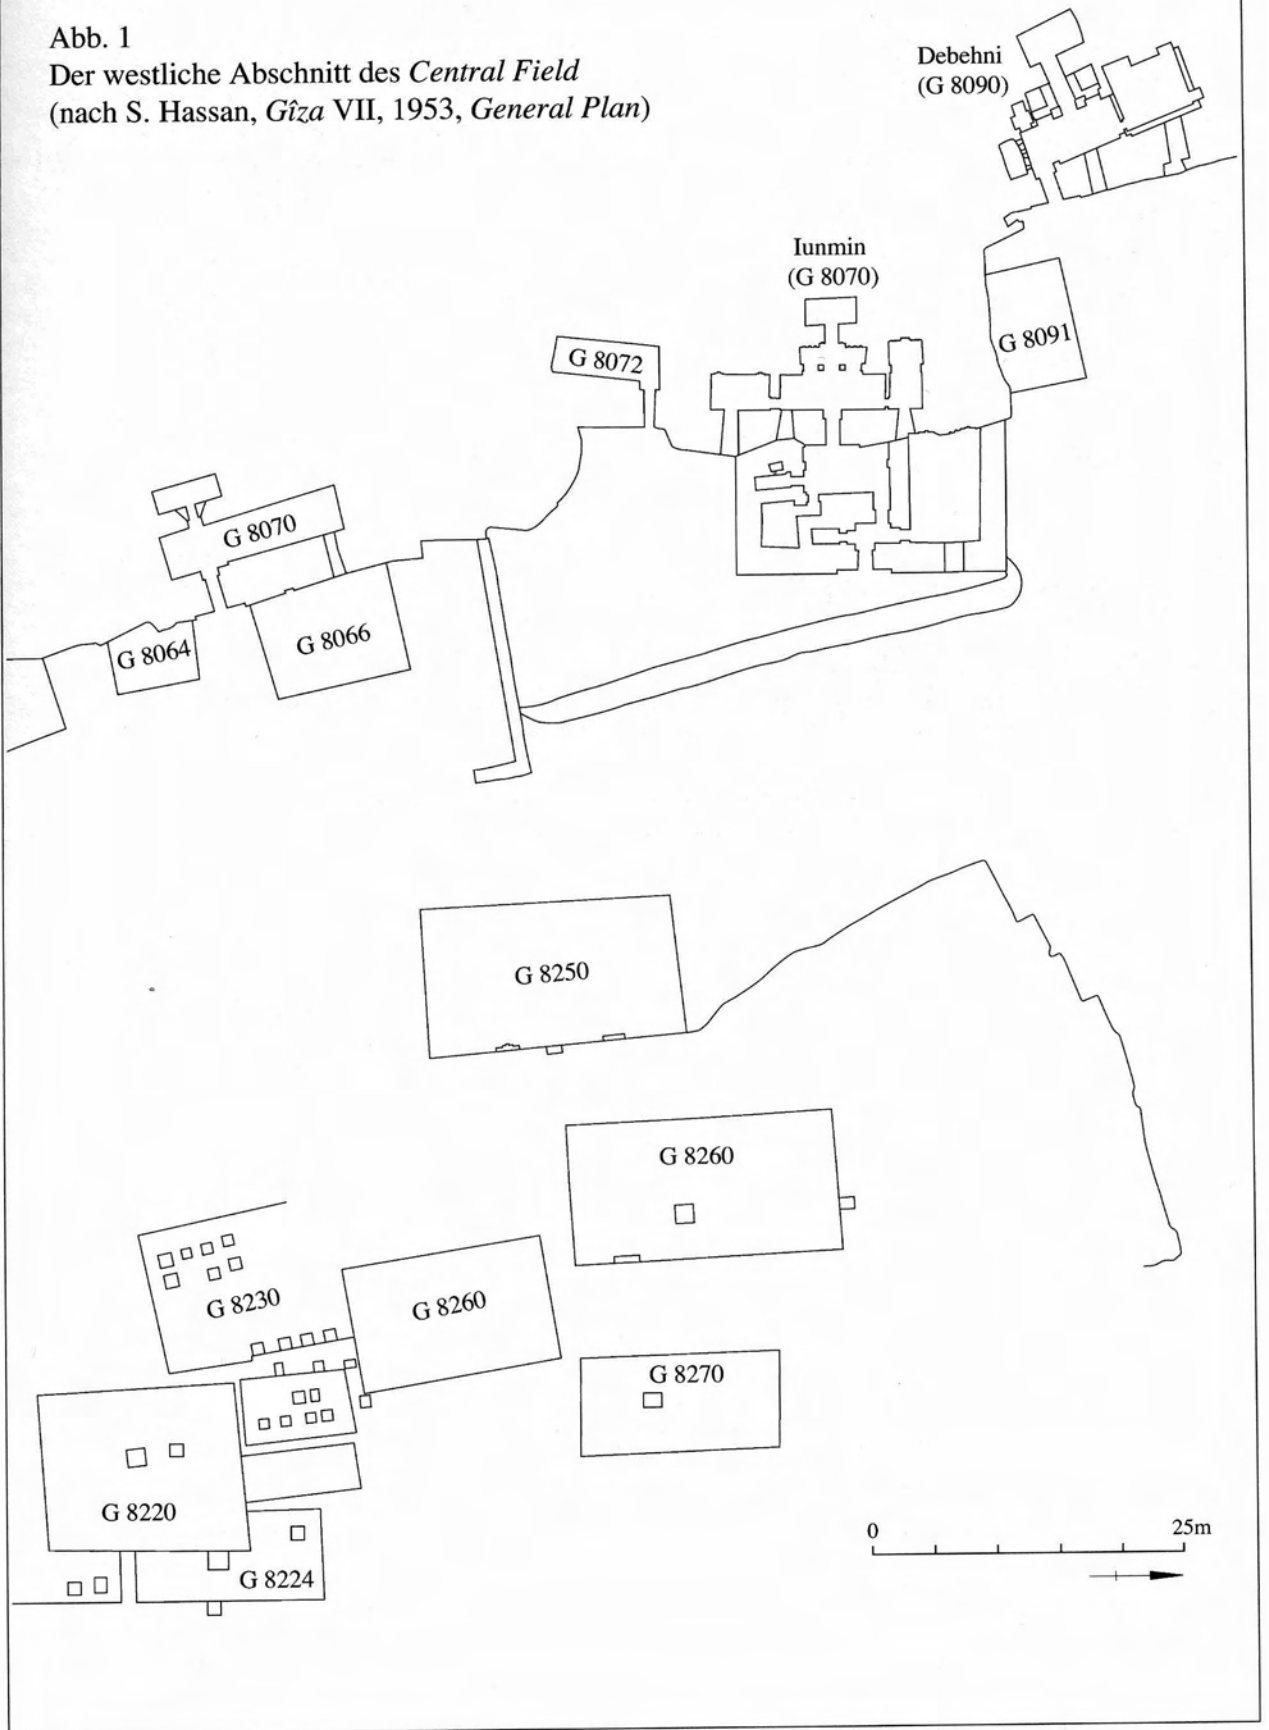 Abb. 1
Der westliche Abschnitt des Central Field
(nach S. Hassan, Gîza VII, 1953, General Plan)
Debehni
(G 8090)
Iunmin
(G 8070)
G 8091
G 8072
G 8070
G 8064
G 8066
G 8250
G 8260
G 8230
G 8260
G 8270
G 8220
G 8224
0 25m